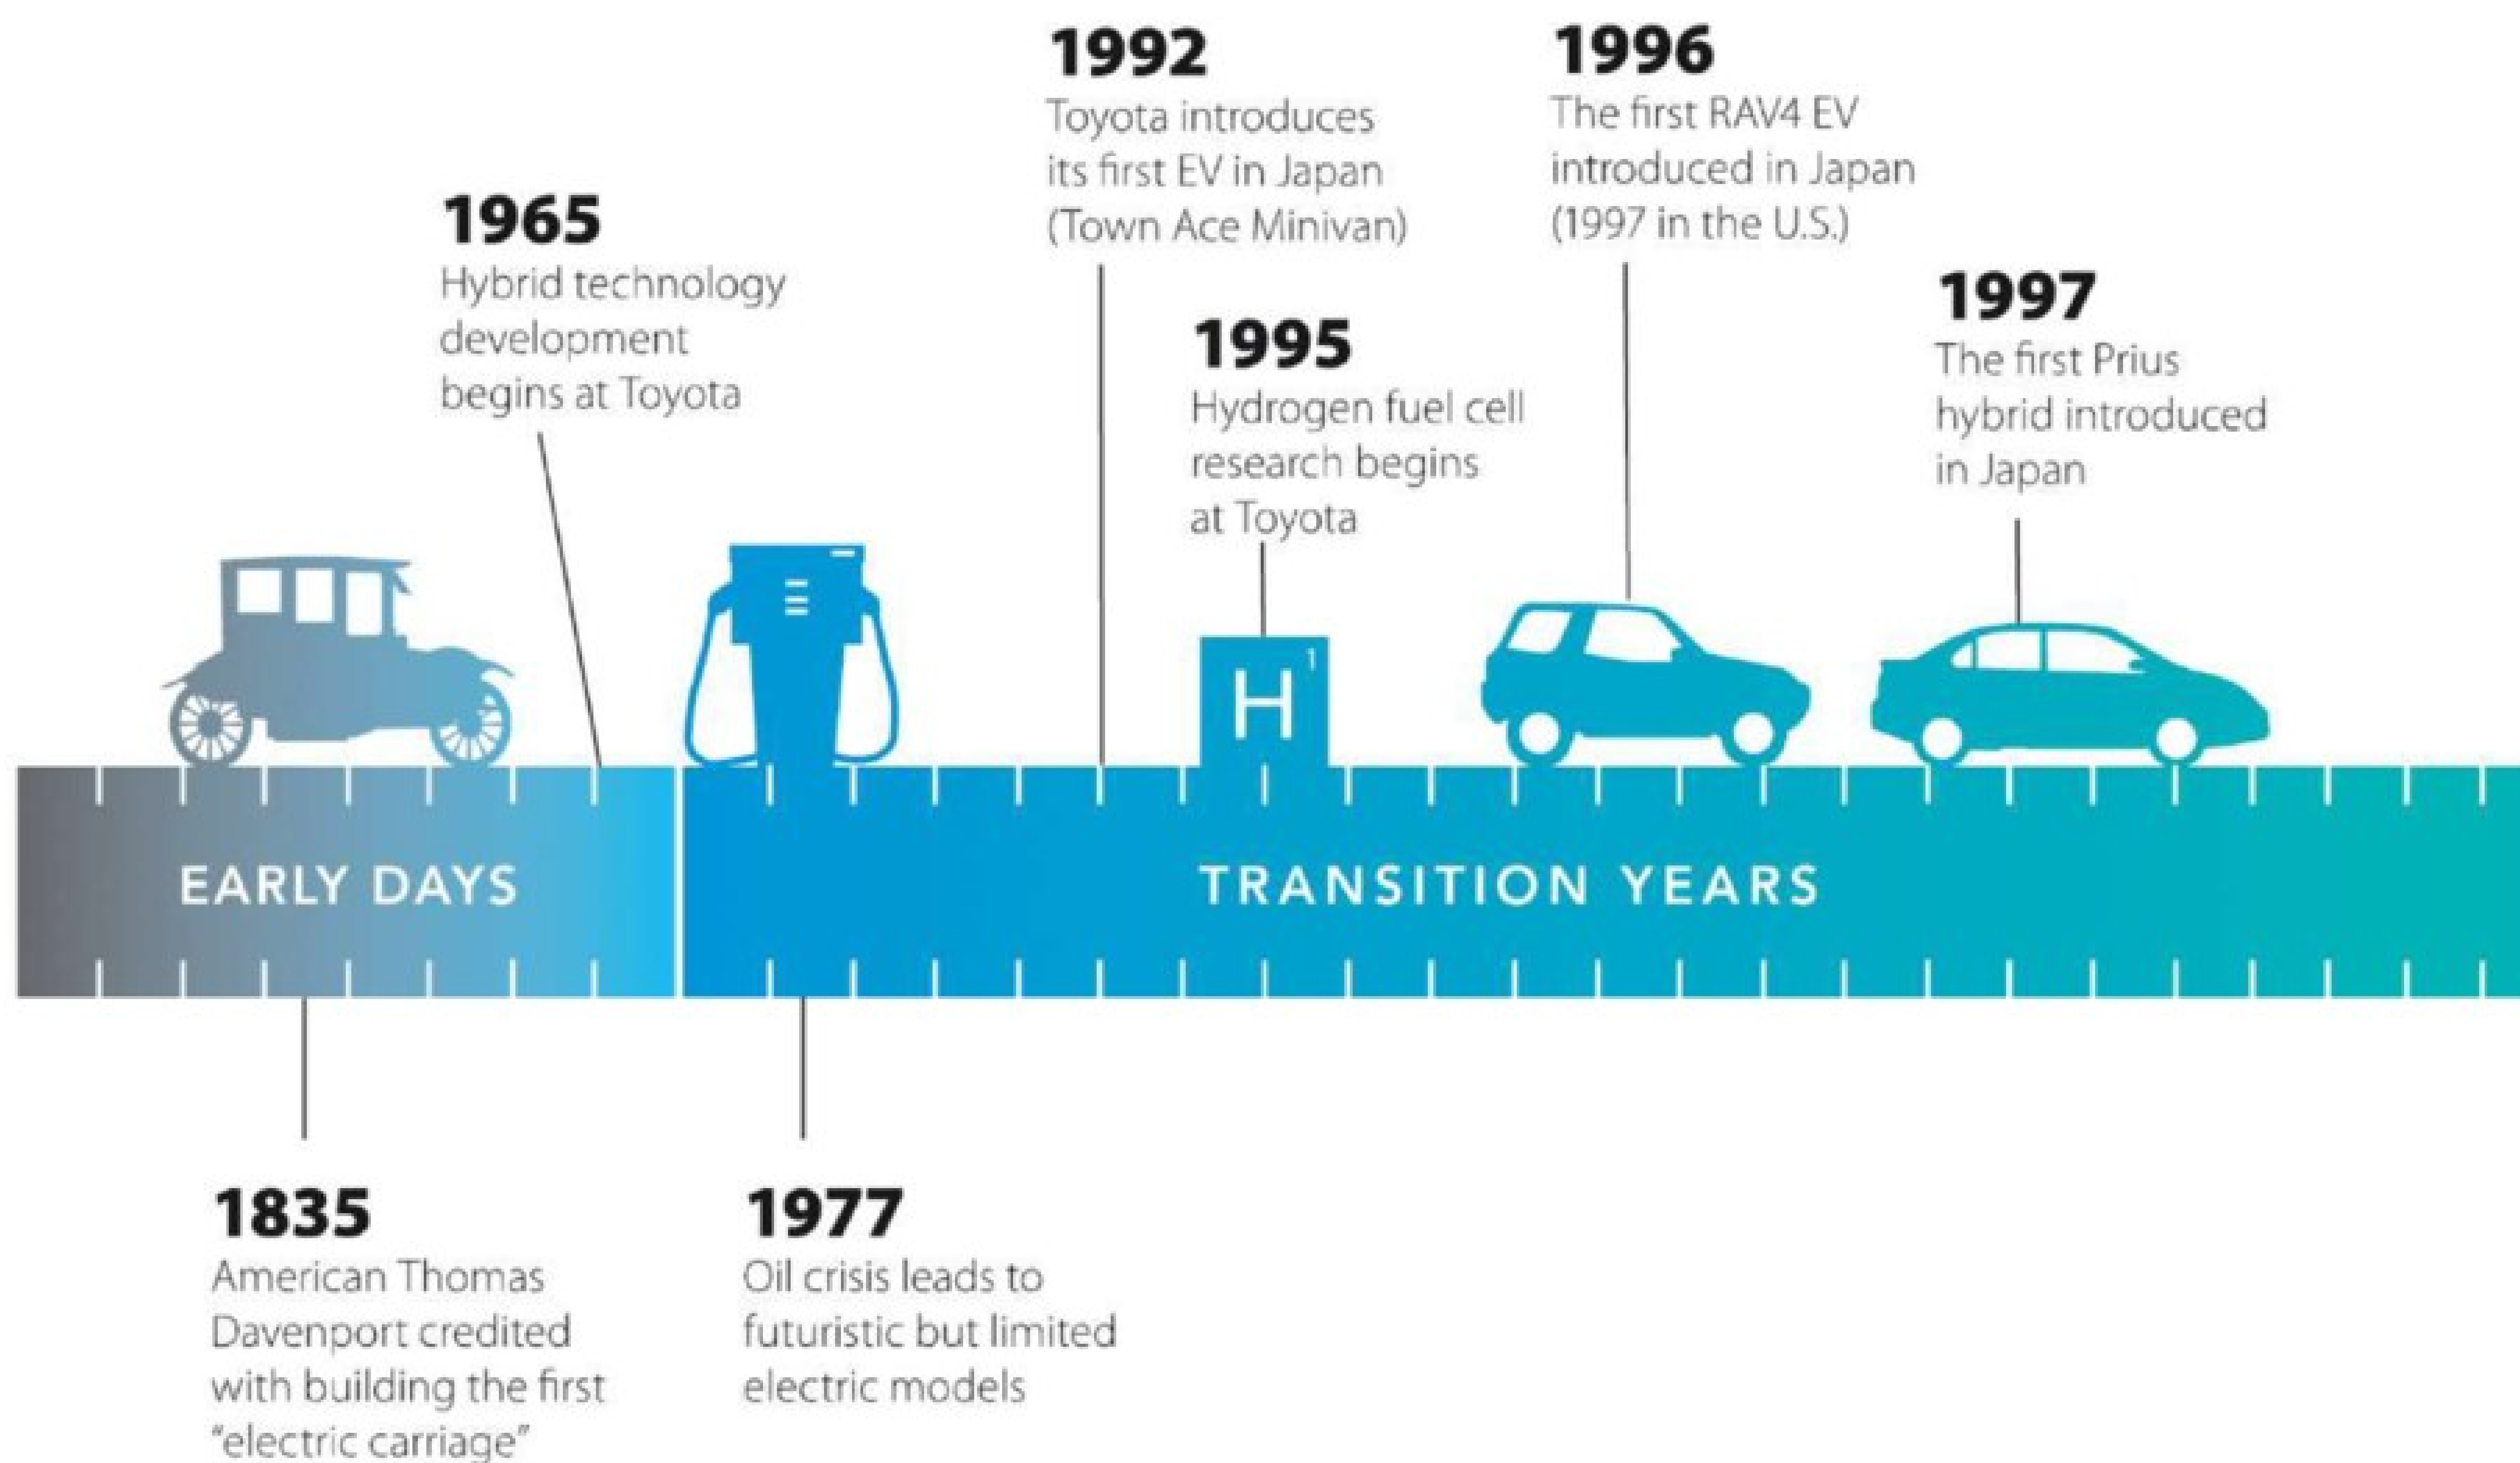 1992
Toyota introduces
its first EV in Japan
(Town Ace Minivan)
1996
The first RAV4 EV
introduced in Japan
(1997 in the U.S.)
1965
Hybrid technology
development
begins at Toyota
1995
Hydrogen fuel cell
research begins
at Toyota
1997
The first Prius
hybrid introduced
in Japan
H 1
EARLY DAYS
TRANSITION YEARS
1835
American Thomas
Davenport credited
with building the first
“electric carriage”
1977
Oil crisis leads to
futuristic but limited
electric models